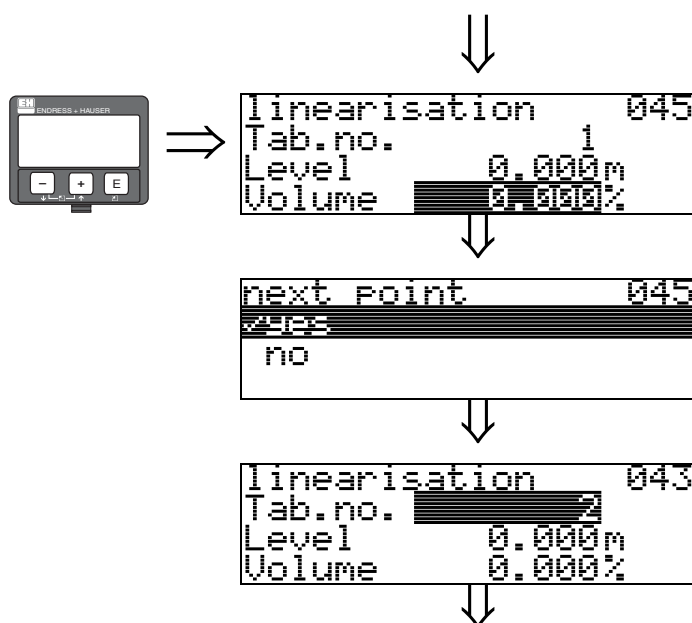 EH
ENDRESS + HAUSER
- + E
linearisation 045
Tab.no. 1
Level 0.000m
Volume 0.000%
next point 045
✓yes
no
linearisation 043
Tab.no. 2
Level 0.000m
Volume 0.000%